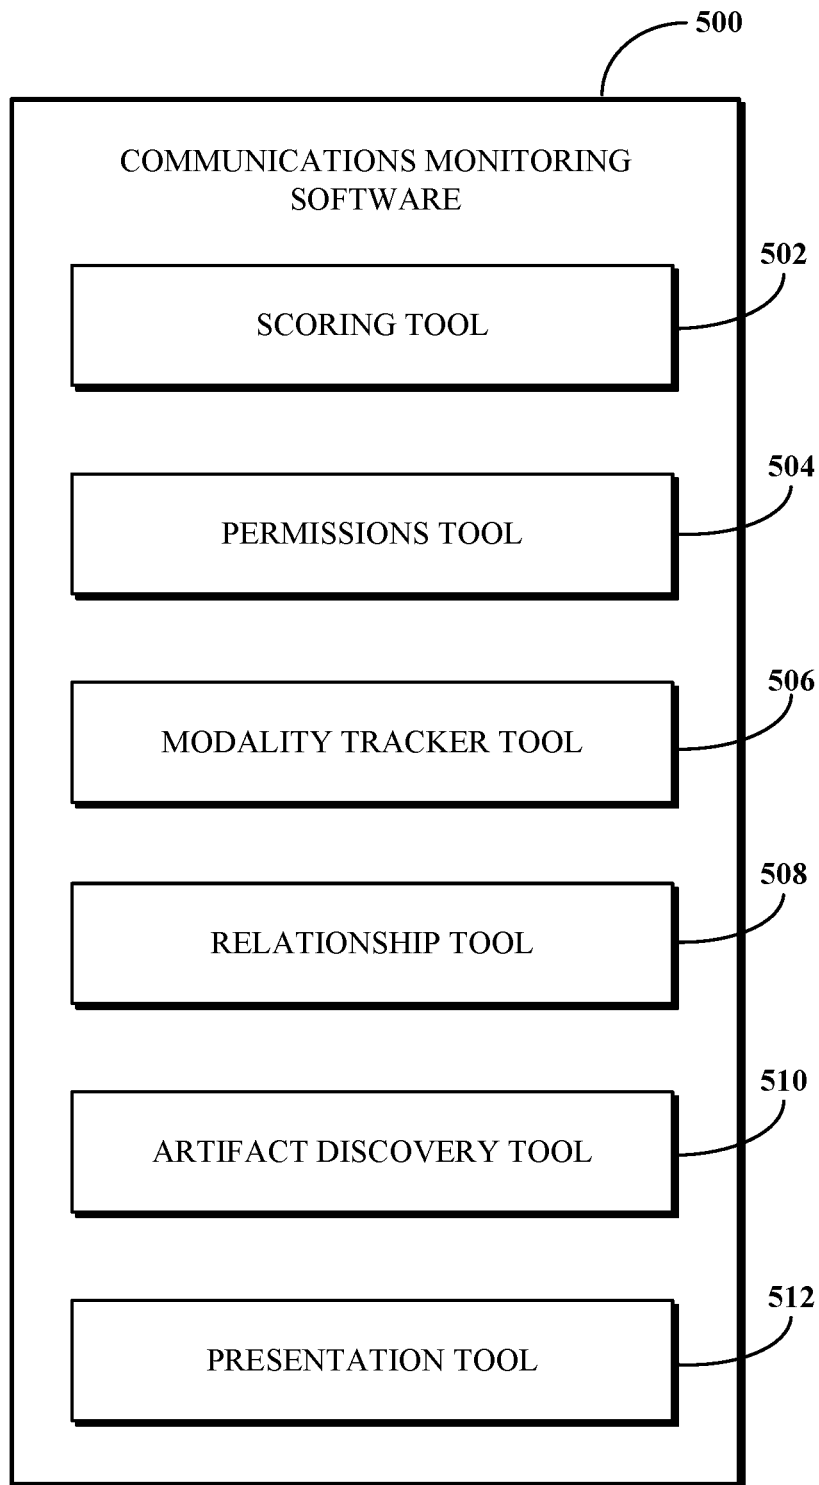 500
COMMUNICATIONS MONITORING
SOFTWARE
502
SCORING TOOL
504
PERMISSIONS TOOL
506
MODALITY TRACKER TOOL
508
RELATIONSHIP TOOL
510
ARTIFACT DISCOVERY TOOL
512
PRESENTATION TOOL